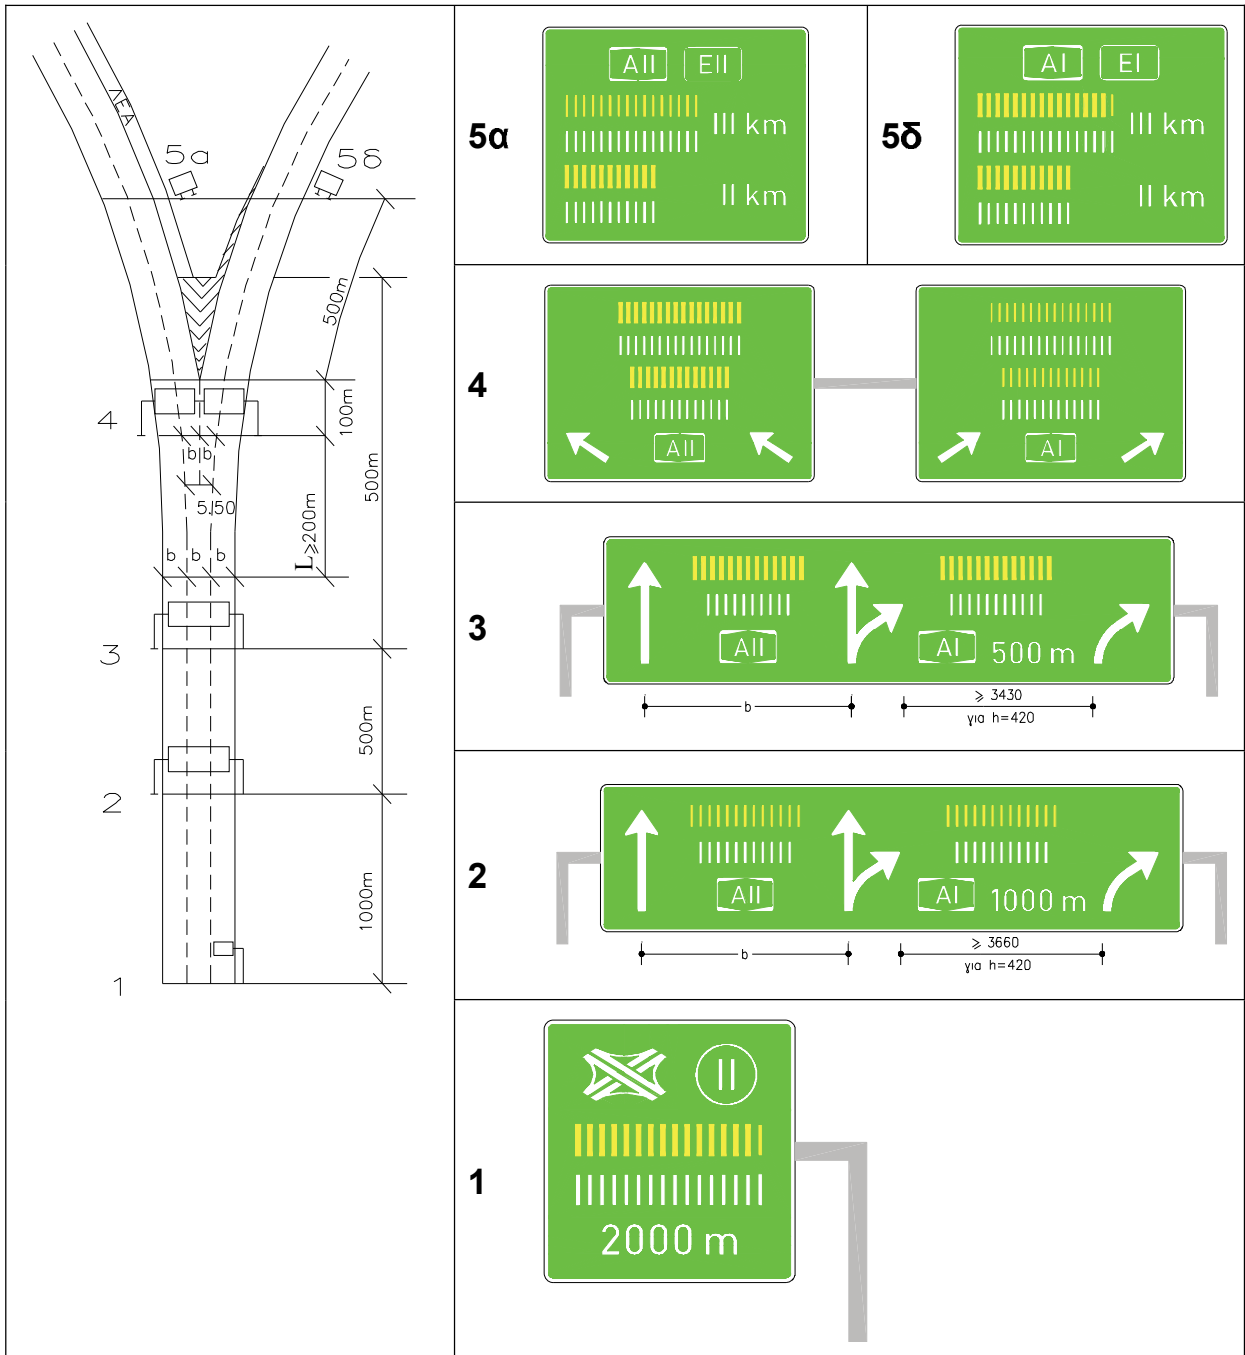 ΛΕΑ
5α
5δ
500m
4
100m
b b
5.50
500m
L≥200m
b b b
3
500m
2
1000m
1
5α
AII EII
III km
II km
5δ
AI EI
III km
II km
4
AII
AI
3
AII
AI 500 m
b
≥ 3430
για h=420
2
AII
AI 1000 m
b
≥ 3660
για h=420
1
II
2000 m